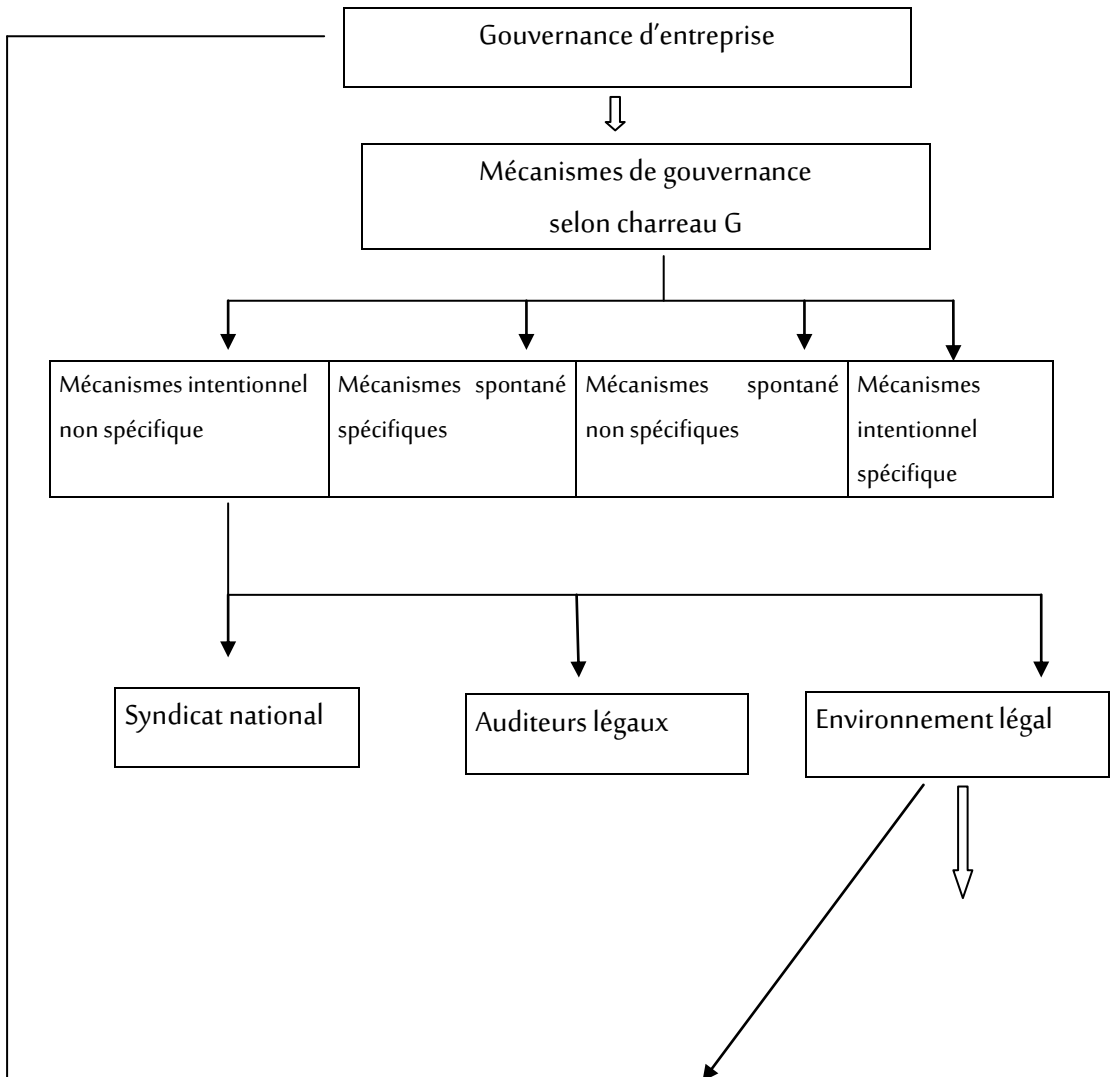 Gouvernance d’entreprise
Mécanismes de gouvernance
selon charreau G
Mécanismes intentionnel
non spécifique
Mécanismes spontané
spécifiques
Mécanismes spontané
non spécifiques
Mécanismes
intentionnel
spécifique
Syndicat national
Auditeurs légaux
Environnement légal